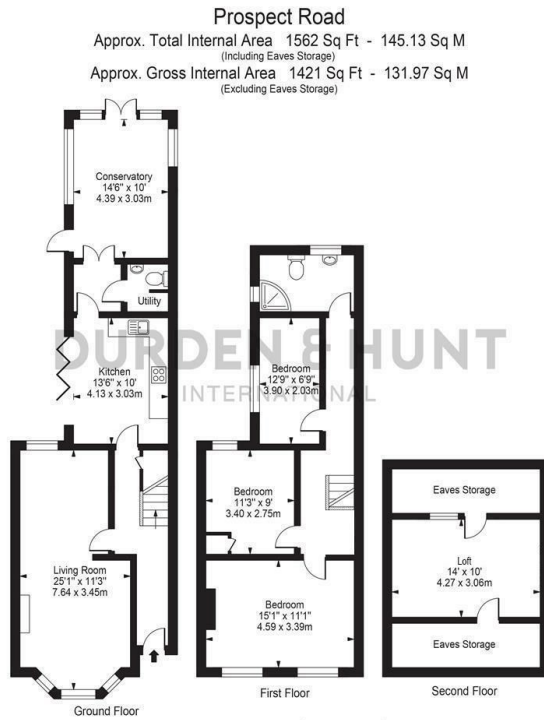 Prospect Road
Approx. Total Internal Area 1562 Sq Ft - 145.13 Sq M
(Including Eaves Storage)
Approx. Gross Internal Area 1421 Sq Ft - 131.97 Sq M
(Excluding Eaves Storage)
Conservatory
14'6" x 10'
4.39 x 3.03m
Utility
DURDEN & HUNT
INTERNATIONAL
Kitchen
13'6" x 10'
4.13 x 3.03m
Bedroom
12'9" x 6'9"
3.90 x 2.03m
Living Room
25'1" x 11'3"
7.64 x 3.45m
Ground Floor
Bedroom
11'3" x 9'
3.40 x 2.75m
Bedroom
15'1" x 11'1"
4.59 x 3.39m
First Floor
Eaves Storage
Loft
14' x 10'
4.27 x 3.06m
Eaves Storage
Second Floor